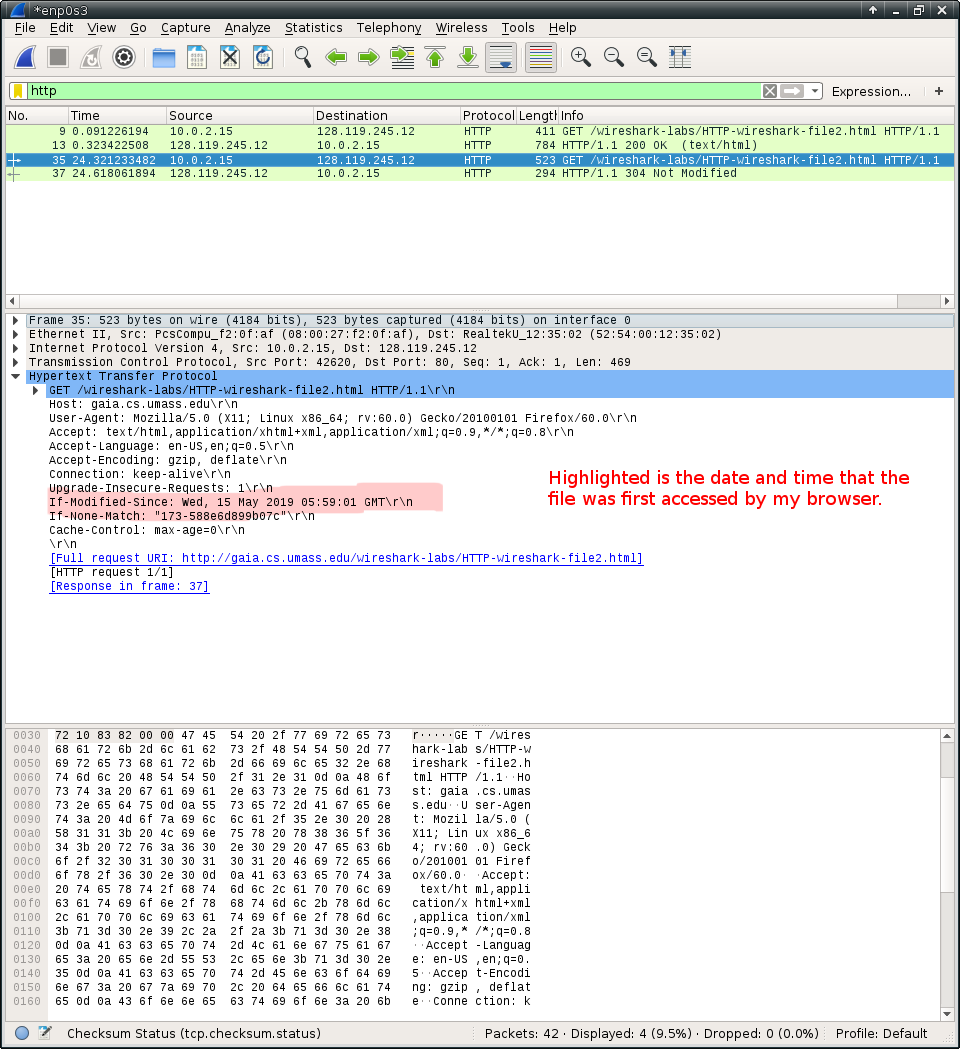 *enp0s3
File Edit View Go Capture Analyze Statistics Telephony Wireless Tools Help
http
Expression... +
No. Time Source Destination Protocol Length Info
9 0.091226194 10.0.2.15 128.119.245.12 HTTP 411 GET /wireshark-labs/HTTP-wireshark-file2.html HTTP/1.1
13 0.323422508 128.119.245.12 10.0.2.15 HTTP 784 HTTP/1.1 200 OK (text/html)
35 24.321233482 10.0.2.15 128.119.245.12 HTTP 523 GET /wireshark-labs/HTTP-wireshark-file2.html HTTP/1.1
37 24.618061894 128.119.245.12 10.0.2.15 HTTP 294 HTTP/1.1 304 Not Modified
Frame 35: 523 bytes on wire (4184 bits), 523 bytes captured (4184 bits) on interface 0
Ethernet II, Src: PcsCompu_f2:0f:af (08:00:27:f2:0f:af), Dst: RealtekU_12:35:02 (52:54:00:12:35:02)
Internet Protocol Version 4, Src: 10.0.2.15, Dst: 128.119.245.12
Transmission Control Protocol, Src Port: 42620, Dst Port: 80, Seq: 1, Ack: 1, Len: 469
Hypertext Transfer Protocol
GET /wireshark-labs/HTTP-wireshark-file2.html HTTP/1.1\r\n
Host: gaia.cs.umass.edu\r\n
User-Agent: Mozilla/5.0 (X11; Linux x86_64; rv:60.0) Gecko/20100101 Firefox/60.0\r\n
Accept: text/html,application/xhtml+xml,application/xml;q=0.9,*/*;q=0.8\r\n
Accept-Language: en-US,en;q=0.5\r\n
Accept-Encoding: gzip, deflate\r\n
Connection: keep-alive\r\n
Upgrade-Insecure-Requests: 1\r\n
If-Modified-Since: Wed, 15 May 2019 05:59:01 GMT\r\n
If-None-Match: "173-588e6d899b07c"\r\n
Cache-Control: max-age=0\r\n
\r\n
[Full request URI: http://gaia.cs.umass.edu/wireshark-labs/HTTP-wireshark-file2.html]
[HTTP request 1/1]
[Response in frame: 37]
Highlighted is the date and time that the
file was first accessed by my browser.
0030 72 10 83 82 00 00 47 45 54 20 2f 77 69 72 65 73 r·····GE T /wires
0040 68 61 72 6b 2d 6c 61 62 73 2f 48 54 54 50 2d 77 hark-lab s/HTTP-w
0050 69 72 65 73 68 61 72 6b 2d 66 69 6c 65 32 2e 68 ireshark -file2.h
0060 74 6d 6c 20 48 54 54 50 2f 31 2e 31 0d 0a 48 6f tml HTTP /1.1··Ho
0070 73 74 3a 20 67 61 69 61 2e 63 73 2e 75 6d 61 73 st: gaia .cs.umas
0080 73 2e 65 64 75 0d 0a 55 73 65 72 2d 41 67 65 6e s.edu··U ser-Agen
0090 74 3a 20 4d 6f 7a 69 6c 6c 61 2f 35 2e 30 20 28 t: Mozil la/5.0 (
00a0 58 31 31 3b 20 4c 69 6e 75 78 20 78 38 36 5f 36 X11; Lin ux x86_6
00b0 34 3b 20 72 76 3a 36 30 2e 30 29 20 47 65 63 6b 4; rv:60 .0) Geck
00c0 6f 2f 32 30 31 30 30 31 30 31 20 46 69 72 65 66 o/201001 01 Firef
00d0 6f 78 2f 36 30 2e 30 0d 0a 41 63 63 65 70 74 3a ox/60.0· ·Accept:
00e0 20 74 65 78 74 2f 68 74 6d 6c 2c 61 70 70 6c 69 text/ht ml,appli
00f0 63 61 74 69 6f 6e 2f 78 68 74 6d 6c 2b 78 6d 6c cation/x html+xml
0100 2c 61 70 70 6c 69 63 61 74 69 6f 6e 2f 78 6d 6c ,applica tion/xml
0110 3b 71 3d 30 2e 39 2c 2a 2f 2a 3b 71 3d 30 2e 38 ;q=0.9,* /*;q=0.8
0120 0d 0a 41 63 63 65 70 74 2d 4c 61 6e 67 75 61 67 ··Accept -Languag
0130 65 3a 20 65 6e 2d 55 53 2c 65 6e 3b 71 3d 30 2e e: en-US ,en;q=0.
0140 35 0d 0a 41 63 63 65 70 74 2d 45 6e 63 6f 64 69 5··Accep t-Encodi
0150 6e 67 3a 20 67 7a 69 70 2c 20 64 65 66 6c 61 74 ng: gzip , deflat
0160 65 0d 0a 43 6f 6e 6e 65 63 74 69 6f 6e 3a 20 6b e··Conne ction: k
Checksum Status (tcp.checksum.status) Packets: 42 · Displayed: 4 (9.5%) · Dropped: 0 (0.0%) Profile: Default